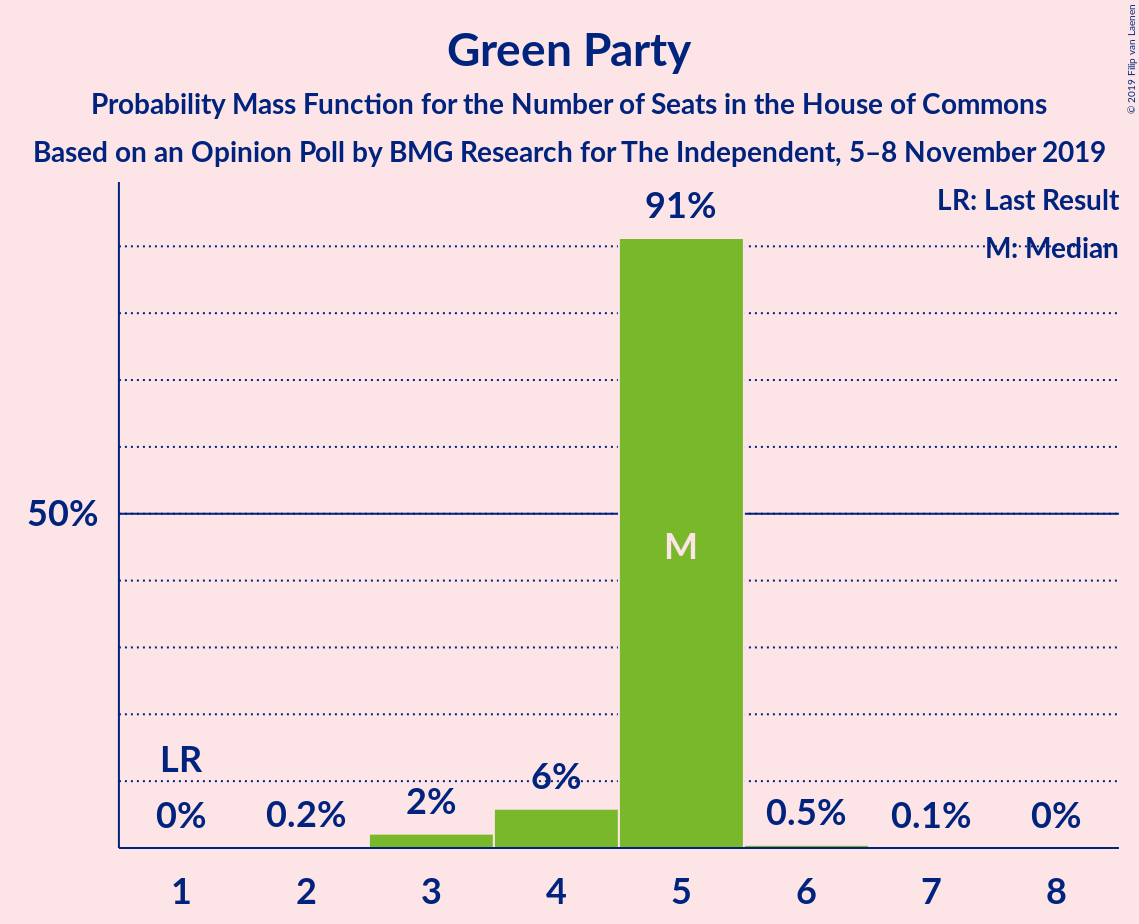 Green Party
Probability Mass Function for the Number of Seats in the House of Commons
Based on an Opinion Poll by BMG Research for The Independent, 5–8 November 2019
© 2019 Filip van Laenen
LR: Last Result
M: Median
91%
50%
M
LR
0%
0.2%
2%
6%
0.5%
0.1%
0%
1 2 3 4 5 6 7 8